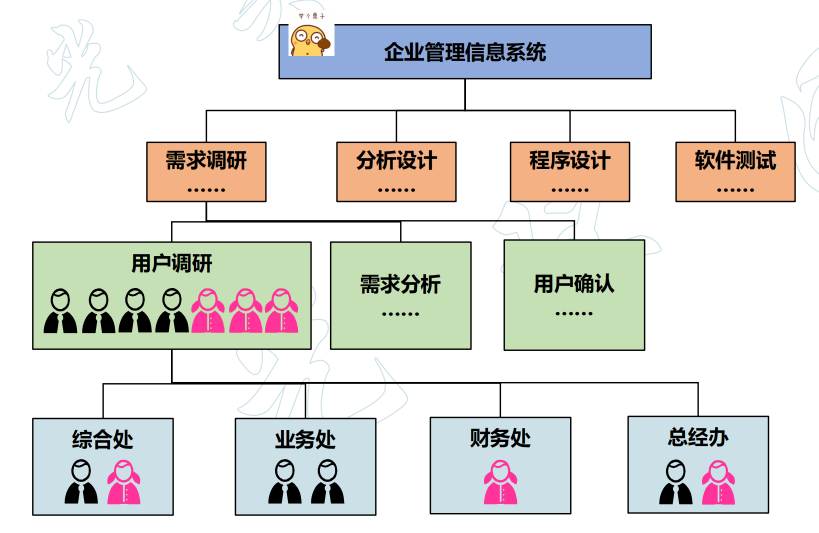 企业管理信息系统
需求调研
……
分析设计
……
程序设计
……
软件测试
……
用户调研
需求分析
……
用户确认
……
综合处
业务处
财务处
总经办